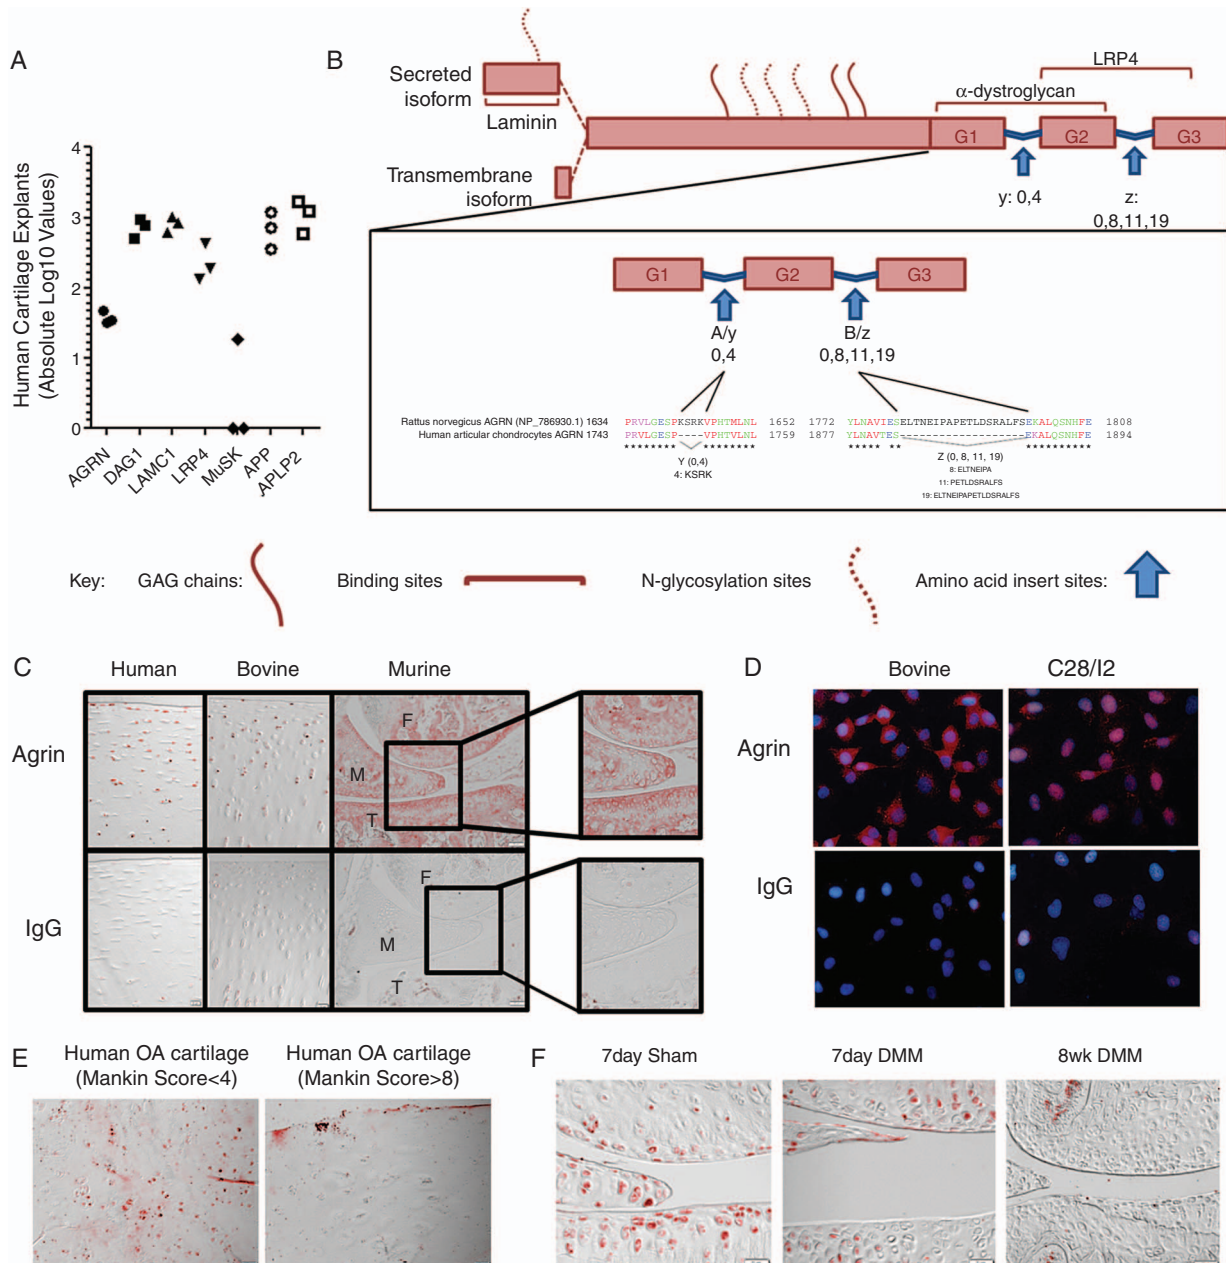 A
Human Cartilage Explants
(Absolute Log10 Values)
4
3
2
1
0
AGRN
DAG1
LAMC1
LRP4
MuSK
APP
APLP2
B
Secreted
isoform
Laminin
Transmembrane
isoform
LRP4
α-dystroglycan
G1
G2
G3
y: 0,4
z:
0,8,11,19
G1
G2
G3
A/y
0,4
B/z
0,8,11,19
Rattus norvegicus AGRN (NP_786930.1) 1634 PRVLGESPKSRKVPHTMLNL 1652 1772 YLNAVIESELTNEIPAPETLDSRALFSEKALQSNHFE 1808
Human articular chondrocytes AGRN 1743 PRVLGESP----VPHTVLNL 1759 1877 YLNAVTES-------------------EKALQSNHFE 1894
Y (0,4)
4: KSRK
Z (0, 8, 11, 19)
8: ELTNEIPA
11: PETLDSRALFS
19: ELTNEIPAPETLDSRALFS
Key: GAG chains: Binding sites N-glycosylation sites Amino acid insert sites:
C
Human Bovine Murine
Agrin
F
M
T
IgG
F
M
T
D
Bovine C28/I2
Agrin
IgG
E
Human OA cartilage
(Mankin Score<4)
Human OA cartilage
(Mankin Score>8)
F
7day Sham 7day DMM 8wk DMM